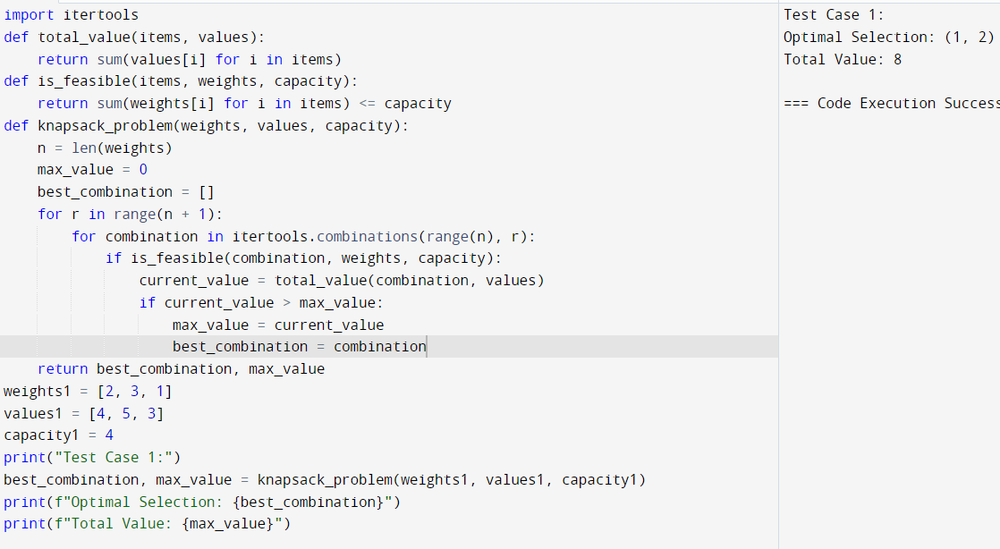 import itertools
def total_value(items, values):
    return sum(values[i] for i in items)
def is_feasible(items, weights, capacity):
    return sum(weights[i] for i in items) <= capacity
def knapsack_problem(weights, values, capacity):
    n = len(weights)
    max_value = 0
    best_combination = []
    for r in range(n + 1):
        for combination in itertools.combinations(range(n), r):
            if is_feasible(combination, weights, capacity):
                current_value = total_value(combination, values)
                if current_value > max_value:
                    max_value = current_value
                    best_combination = combination
    return best_combination, max_value
weights1 = [2, 3, 1]
values1 = [4, 5, 3]
capacity1 = 4
print("Test Case 1:")
best_combination, max_value = knapsack_problem(weights1, values1, capacity1)
print(f"Optimal Selection: {best_combination}")
print(f"Total Value: {max_value}")
Test Case 1:
Optimal Selection: (1, 2)
Total Value: 8
=== Code Execution Success